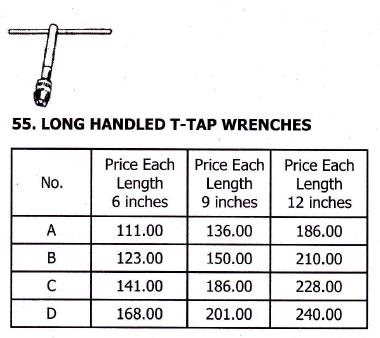 55. LONG HANDLED T-TAP WRENCHES
No. Price Each Length 6 inches Price Each Length 9 inches Price Each Length 12 inches
A 111.00 136.00 186.00
B 123.00 150.00 210.00
C 141.00 186.00 228.00
D 168.00 201.00 240.00